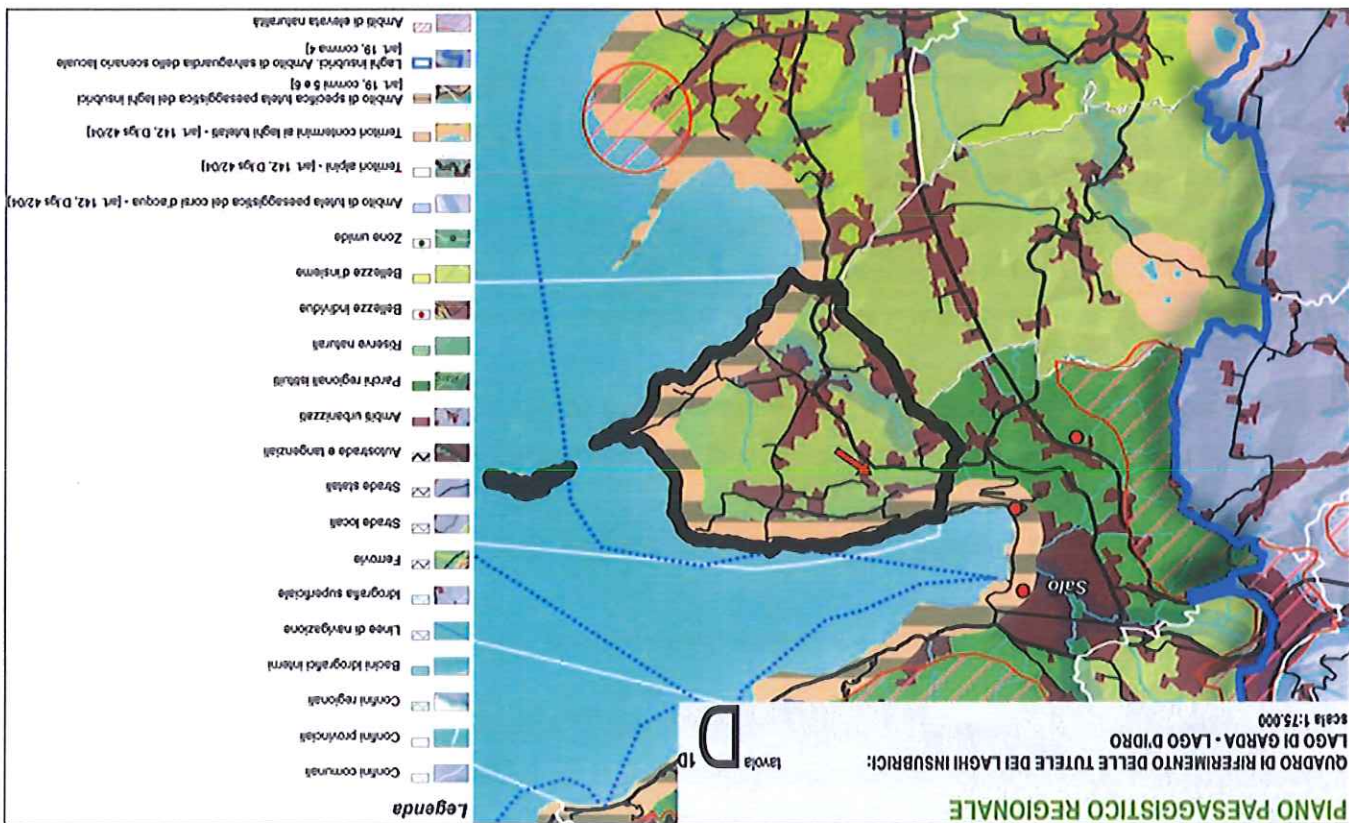 PIANO PAESAGGISTICO REGIONALE
QUADRO DI RIFERIMENTO DELLE TUTELE DEI LAGHI INSUBRICI:
LAGO DI GARDA - LAGO D'IDRO
scala 1:75.000
tavola
D
1D
Salo
Legenda
Confini comunali
Confini provinciali
Confini regionali
Bacini idrografici interni
Linee di navigazione
Idrografia superficiale
Ferrovie
Strade locali
Strade statali
Autostrade e tangenziali
Ambiti urbanizzati
Parchi regionali istituiti
Riserve naturali
Bellezze individue
Bellezze d'insieme
Zone umide
Ambito di tutela paesaggistica dei corsi d'acqua - [art. 142, D.lgs 42/04]
Territori alpini - [art. 142, D.lgs 42/04]
Territori contermini ai laghi tutelati - [art. 142, D.lgs 42/04]
Ambito di specifica tutela paesaggistica dei laghi insubrici
[art. 19, commi 5 e 6]
Laghi insubrici. Ambito di salvaguardia dello scenario lacuale
[art. 19, comma 4]
Ambiti di elevata naturalità